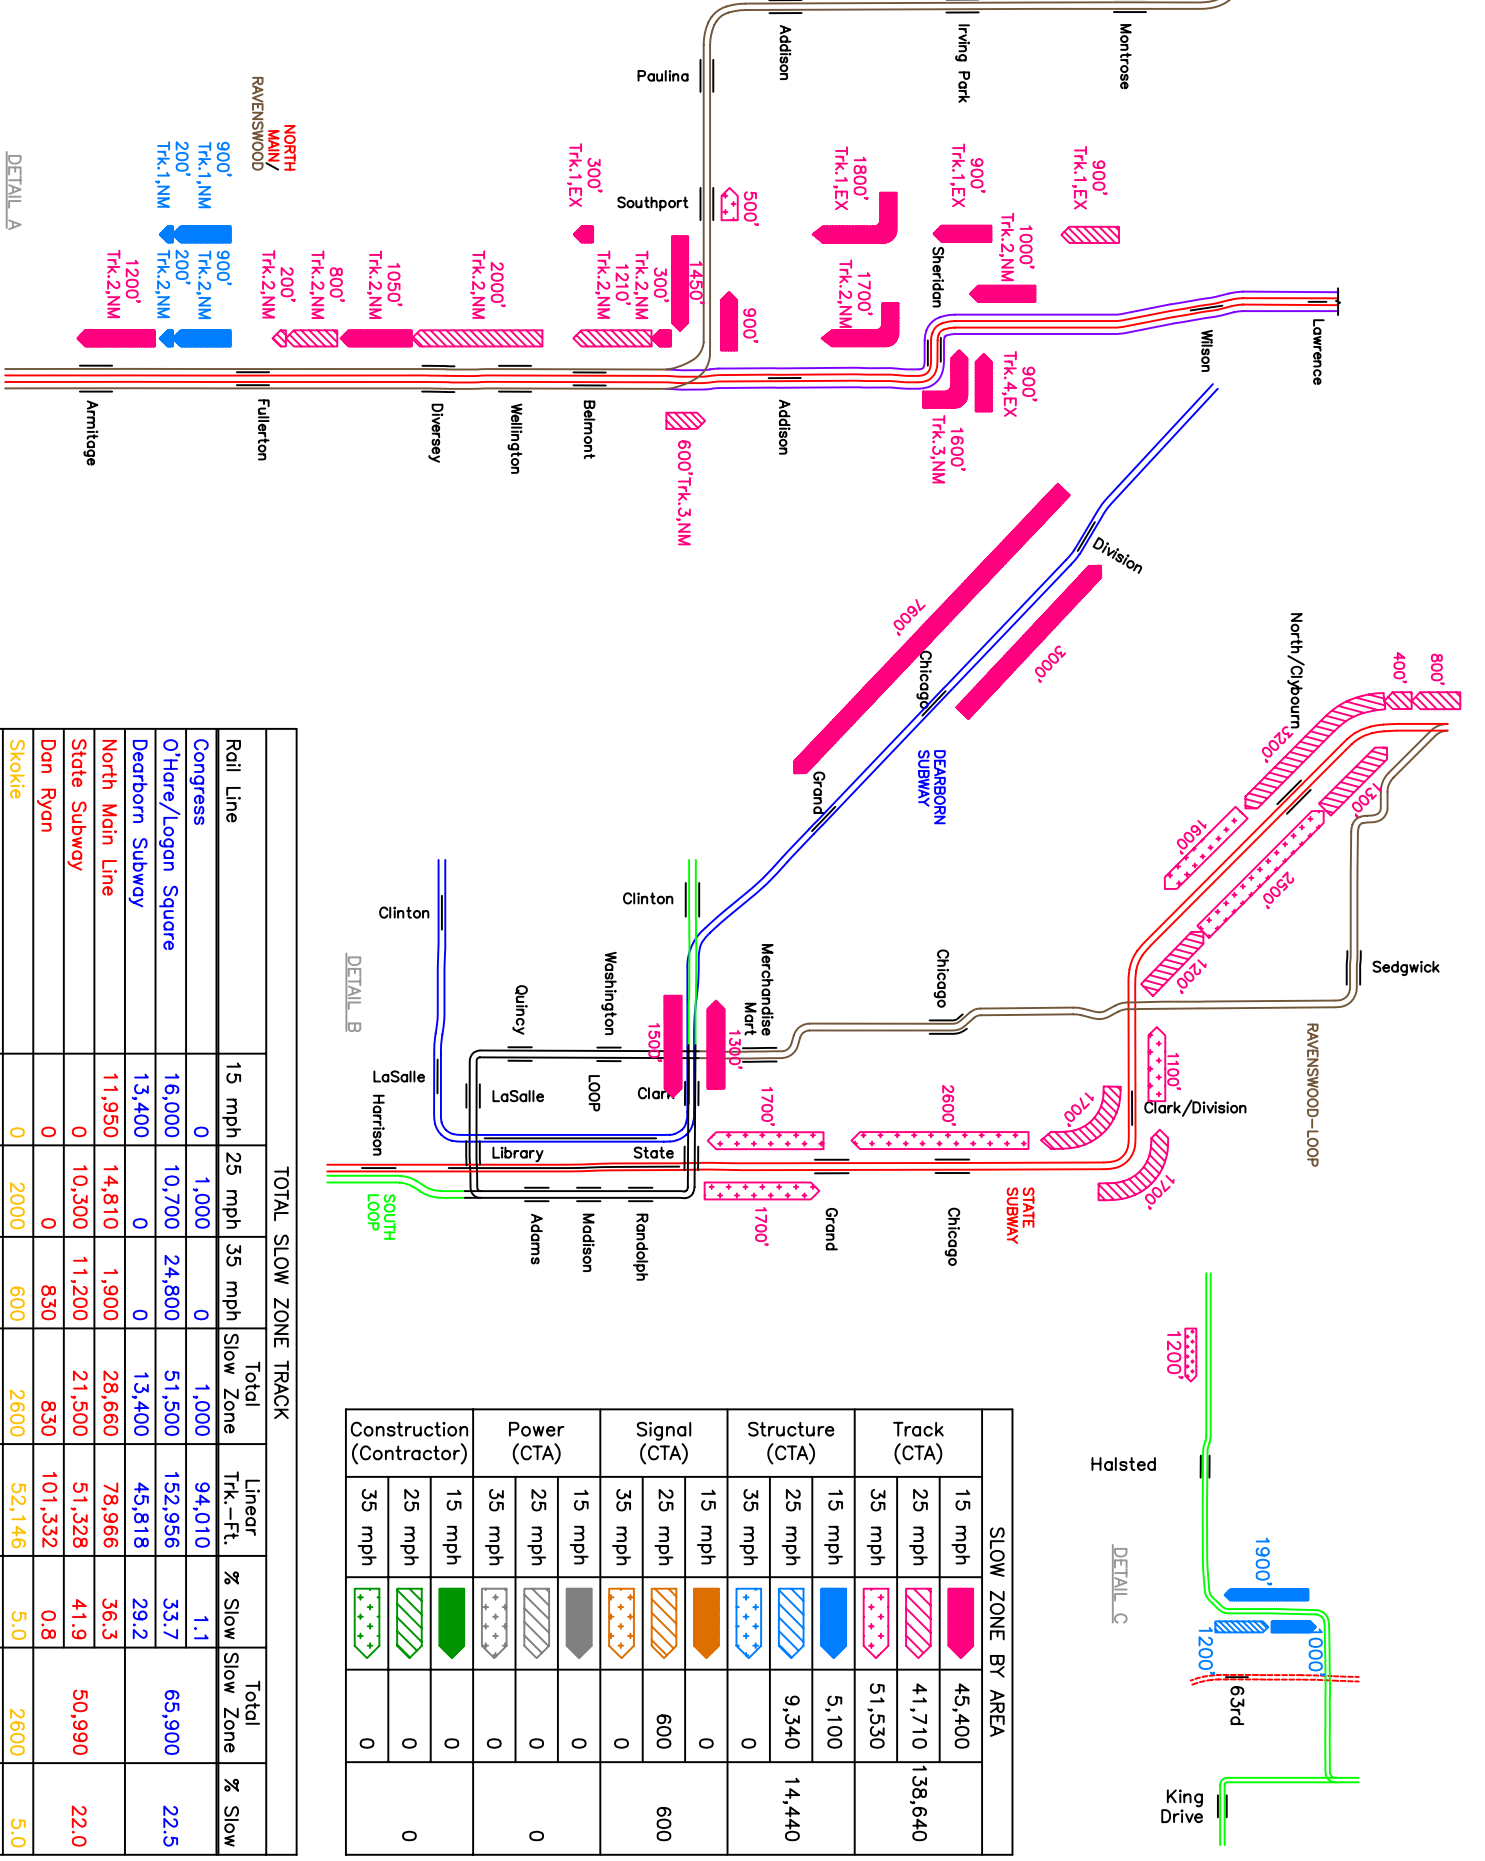 Montrose
Irving Park
Addison
Paulina
Southport
NORTH
MAIN/
RAVENSWOOD
DETAIL A
900'
Trk.1,EX
900'
Trk.1,EX
1000'
Trk.2,NM
1800'
Trk.1,EX
1700'
Trk.2,NM
500'
900'
1450'
300'
Trk.1,EX
300'
Trk.2,NM
1210'
Trk.2,NM
2000'
Trk.2,NM
1050'
Trk.2,NM
800'
Trk.2,NM
200'
Trk.2,NM
900'
Trk.1,NM
200'
Trk.1,NM
900'
Trk.2,NM
200'
Trk.2,NM
1200'
Trk.2,NM
Sheridan
Lawrence
Wilson
900'
Trk.4,EX
1600'
Trk.3,NM
600'Trk.3,NM
Addison
Belmont
Wellington
Diversey
Fullerton
Armitage
Division
7600'
3000'
Chicago
Grand
DEARBORN
SUBWAY
North/Clybourn
800'
400'
3200'
1300'
1600'
2500'
1200'
Sedgwick
RAVENSWOOD-LOOP
1100'
Clark/Division
1700'
1700'
2600'
1700'
1700'
STATE
SUBWAY
Chicago
Grand
Chicago
Merchandise
Mart
1300'
1500'
Clinton
Clinton
Washington
Quincy
LOOP
Clark
LaSalle
LaSalle
Library
State
Harrison
Randolph
Madison
Adams
SOUTH
LOOP
DETAIL B
1200'
Halsted
1900'
1000'
1200'
63rd
King
Drive
DETAIL C
SLOW ZONE BY AREA
Track
(CTA)
15 mph 45,400
25 mph 41,710 138,640
35 mph 51,530
Structure
(CTA)
15 mph 5,100
25 mph 9,340 14,440
35 mph 0
Signal
(CTA)
15 mph 0
25 mph 600 600
35 mph 0
Power
(CTA)
15 mph 0
25 mph 0 0
35 mph 0
Construction
(Contractor)
15 mph 0
25 mph 0 0
35 mph 0
TOTAL SLOW ZONE TRACK
Rail Line 15 mph 25 mph 35 mph Total Slow Zone Linear Trk.-Ft. % Slow Total Slow Zone % Slow
Congress 0 1,000 0 1,000 94,010 1.1
O'Hare/Logan Square 16,000 10,700 24,800 51,500 152,956 33.7 65,900 22.5
Dearborn Subway 13,400 0 0 13,400 45,818 29.2
North Main Line 11,950 14,810 1,900 28,660 78,966 36.3
State Subway 0 10,300 11,200 21,500 51,328 41.9 50,990 22.0
Dan Ryan 0 0 830 830 101,332 0.8
Skokie 0 2000 600 2600 52,146 5.0 2600 5.0